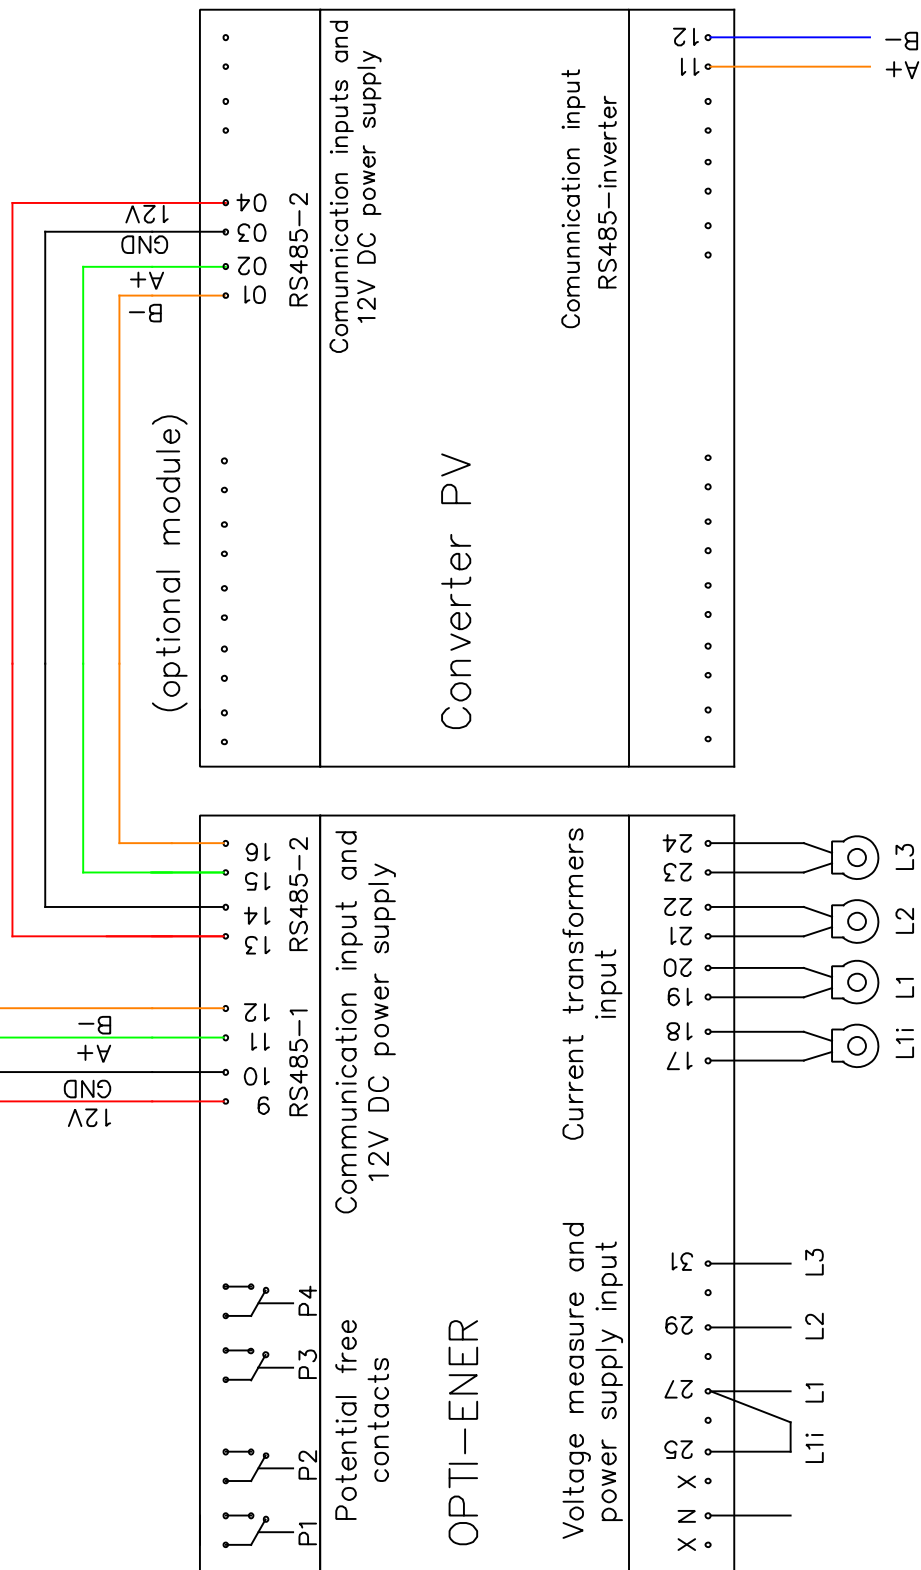 B-
A+
12
11
Comunnication inputs and
12V DC power supply
Comunnication input
RS485-inverter
04
03
02
01
RS485-2
12V
GND
A+
B-
(optional module)
Converter PV
16
15
14
13
RS485-2
12
11
10
9
RS485-1
B-
A+
GND
12V
Communication input and
12V DC power supply
Current transformers
input
24
23
22
21
20
19
18
17
L3
L2
L1
L1i
P4
P3
P2
P1
Potential free
contacts
OPTI-ENER
Voltage measure and
power supply input
31
29
27
25
X
N
X
L3
L2
L1
L1i